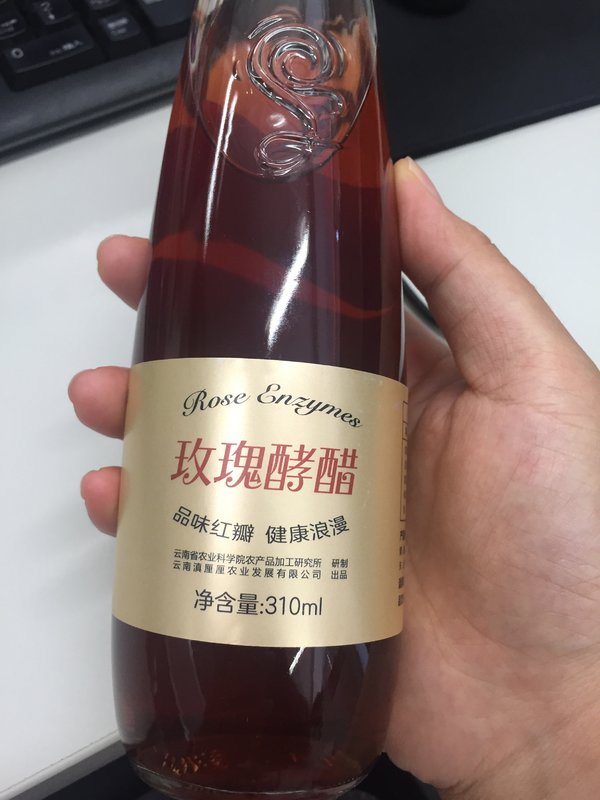 Rose Enzymes
玫瑰酵醋
品味红瓣 健康浪漫
云南省农业科学院农产品加工研究所 研制
云南滇厘厘农业发展有限公司 出品
净含量:310ml